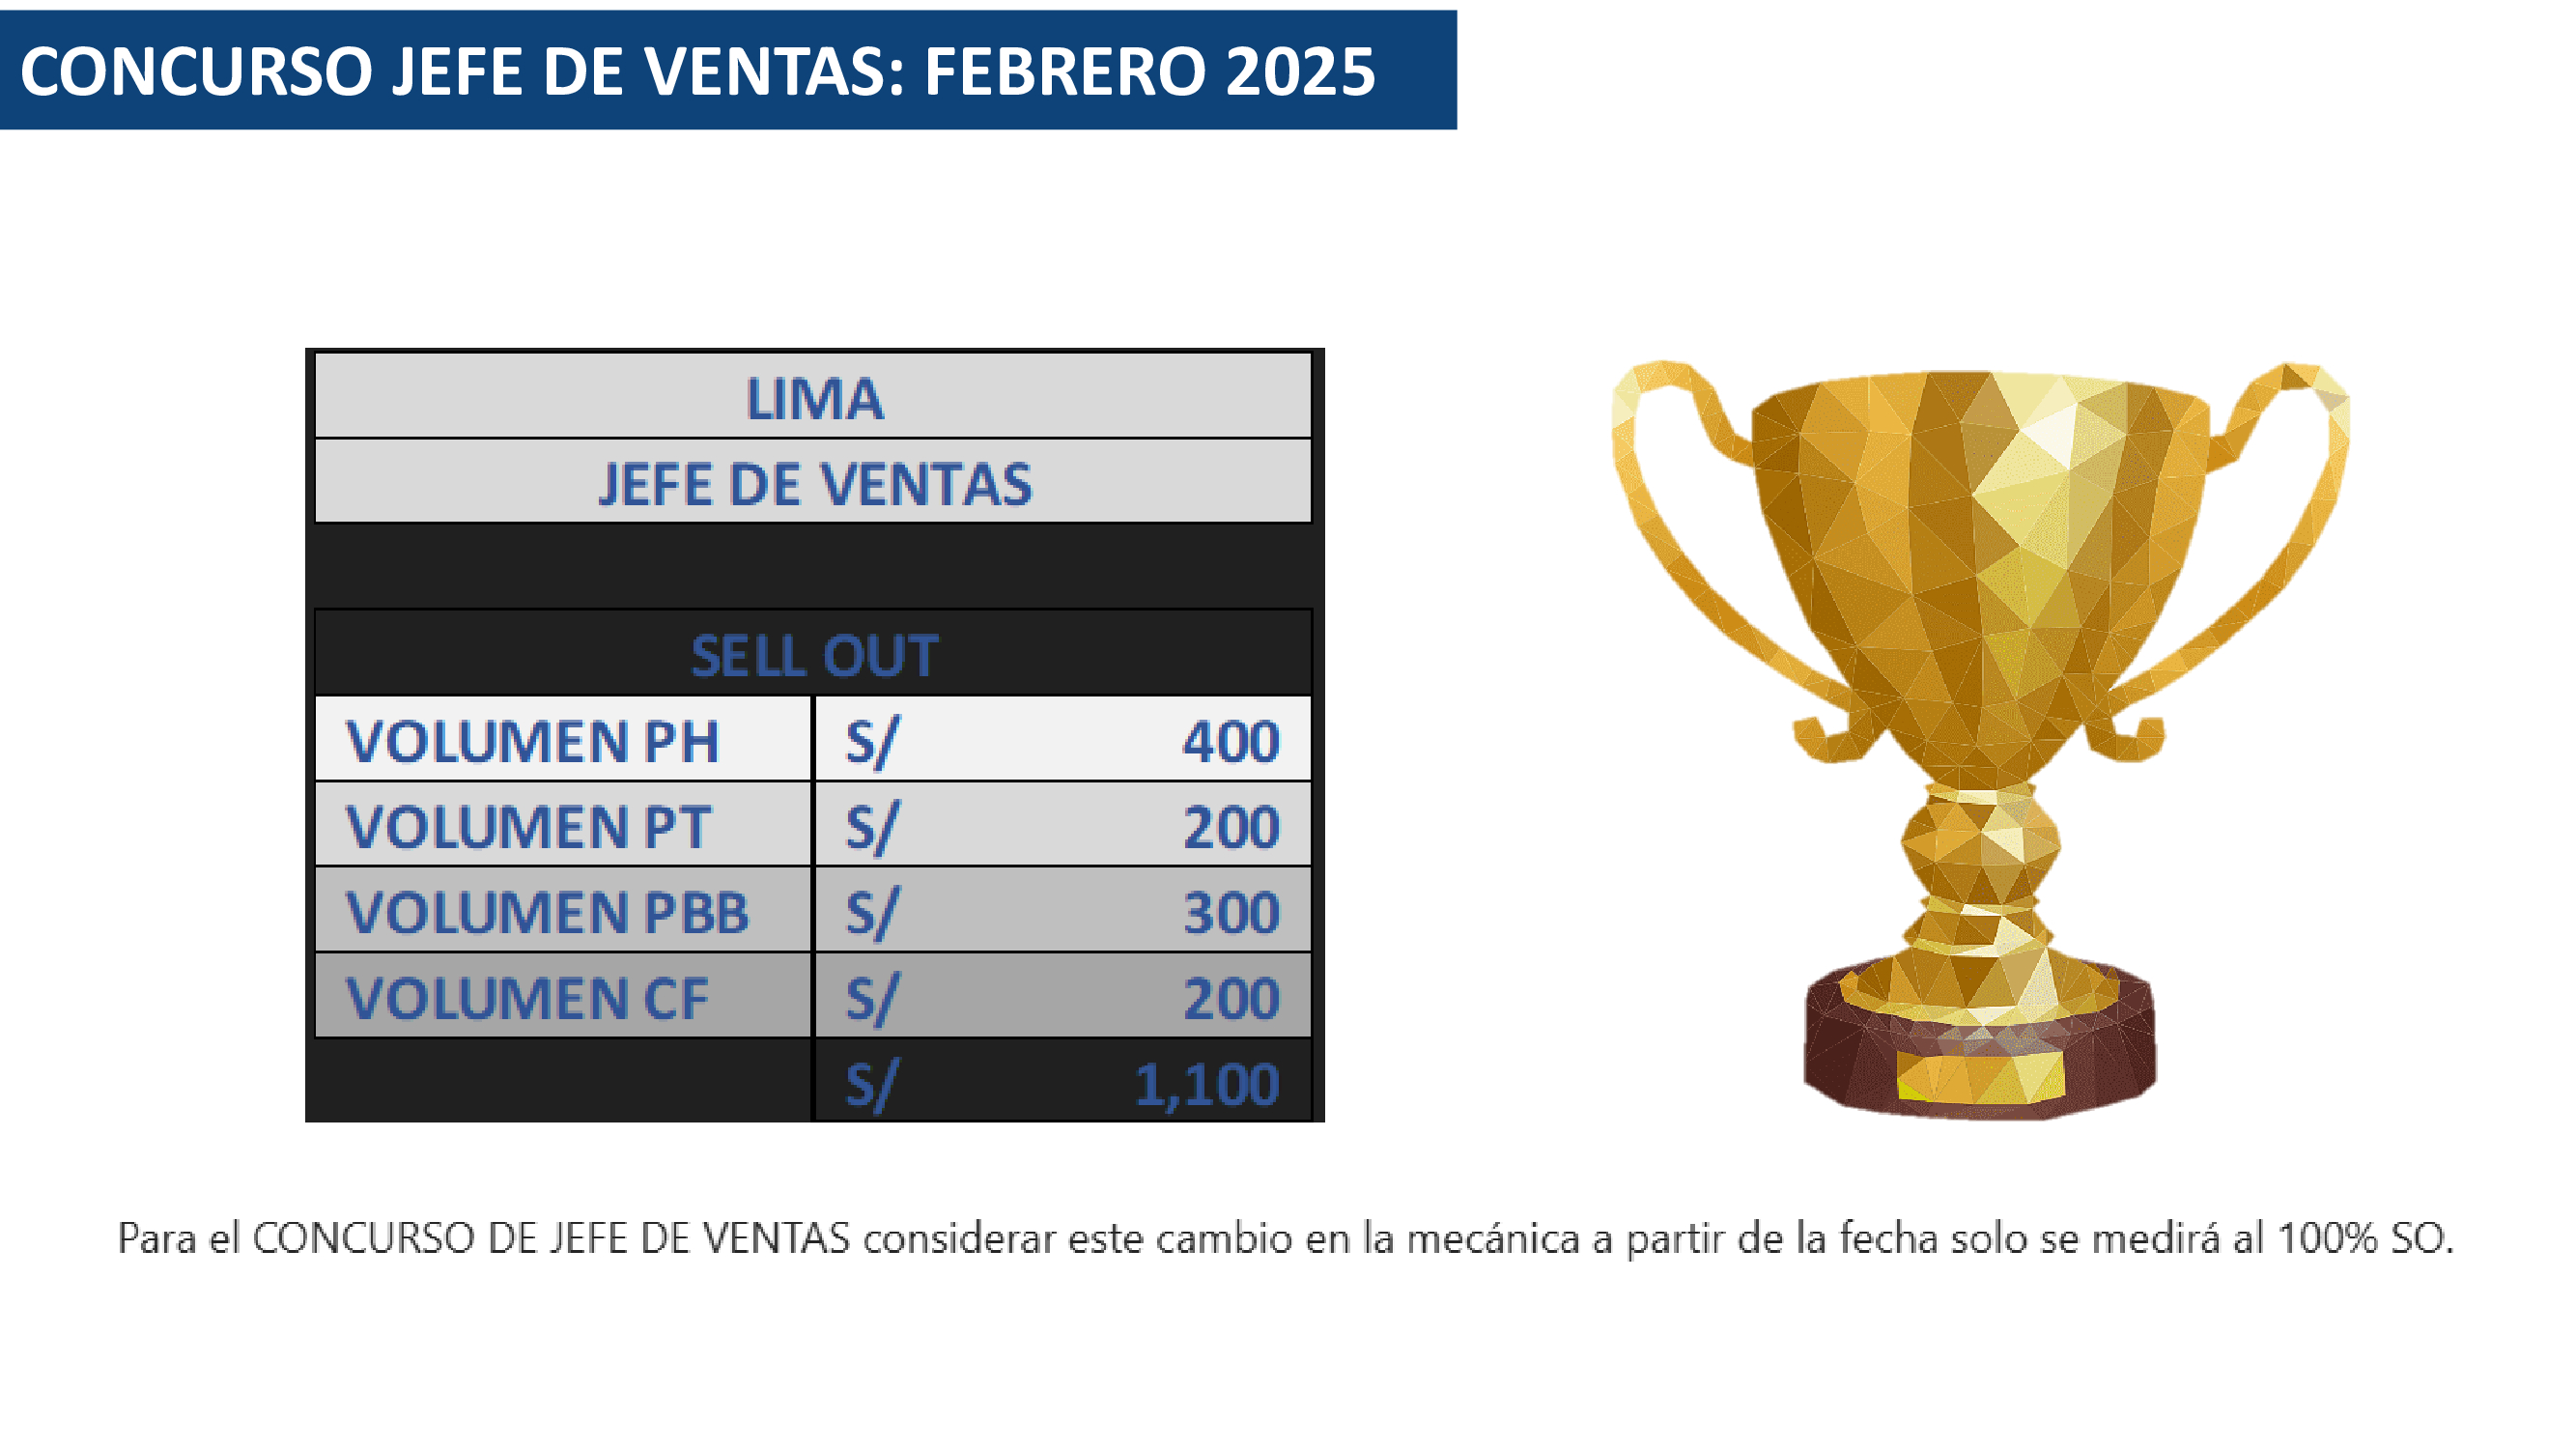 CONCURSO JEFE DE VENTAS: FEBRERO 2025
LIMA
JEFE DE VENTAS
SELL OUT
VOLUMEN PH S/ 400
VOLUMEN PT S/ 200
VOLUMEN PBB S/ 300
VOLUMEN CF S/ 200
S/ 1,100
Para el CONCURSO DE JEFE DE VENTAS considerar este cambio en la mecánica a partir de la fecha solo se medirá al 100% SO.